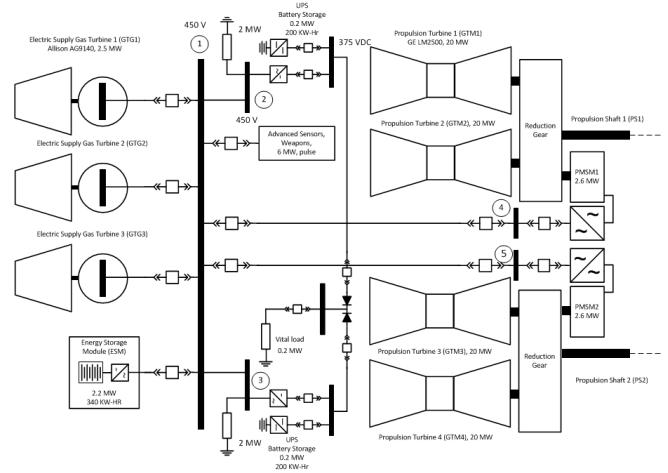 Electric Supply Gas Turbine 1 (GTG1)
Allison AG9140, 2.5 MW
450 V
1
2 MW
UPS
Battery Storage
0.2 MW
200 KW-Hr
375 VDC
Propulsion Turbine 1 (GTM1)
GE LM2500, 20 MW
2
450 V
Electric Supply Gas Turbine 2 (GTG2)
Advanced Sensors,
Weapons,
6 MW, pulse
Propulsion Turbine 2 (GTM2), 20 MW
Reduction
Gear
Propulsion Shaft 1 (PS1)
PMSM1
2.6 MW
4
Electric Supply Gas Turbine 3 (GTG3)
5
PMSM2
2.6 MW
Vital load
0.2 MW
Propulsion Turbine 3 (GTM3), 20 MW
Reduction
Gear
Energy Storage
Module (ESM)
2.2 MW
340 KW-HR
3
Propulsion Shaft 2 (PS2)
2 MW
UPS
Battery Storage
0.2 MW
200 KW-Hr
Propulsion Turbine 4 (GTM4), 20 MW